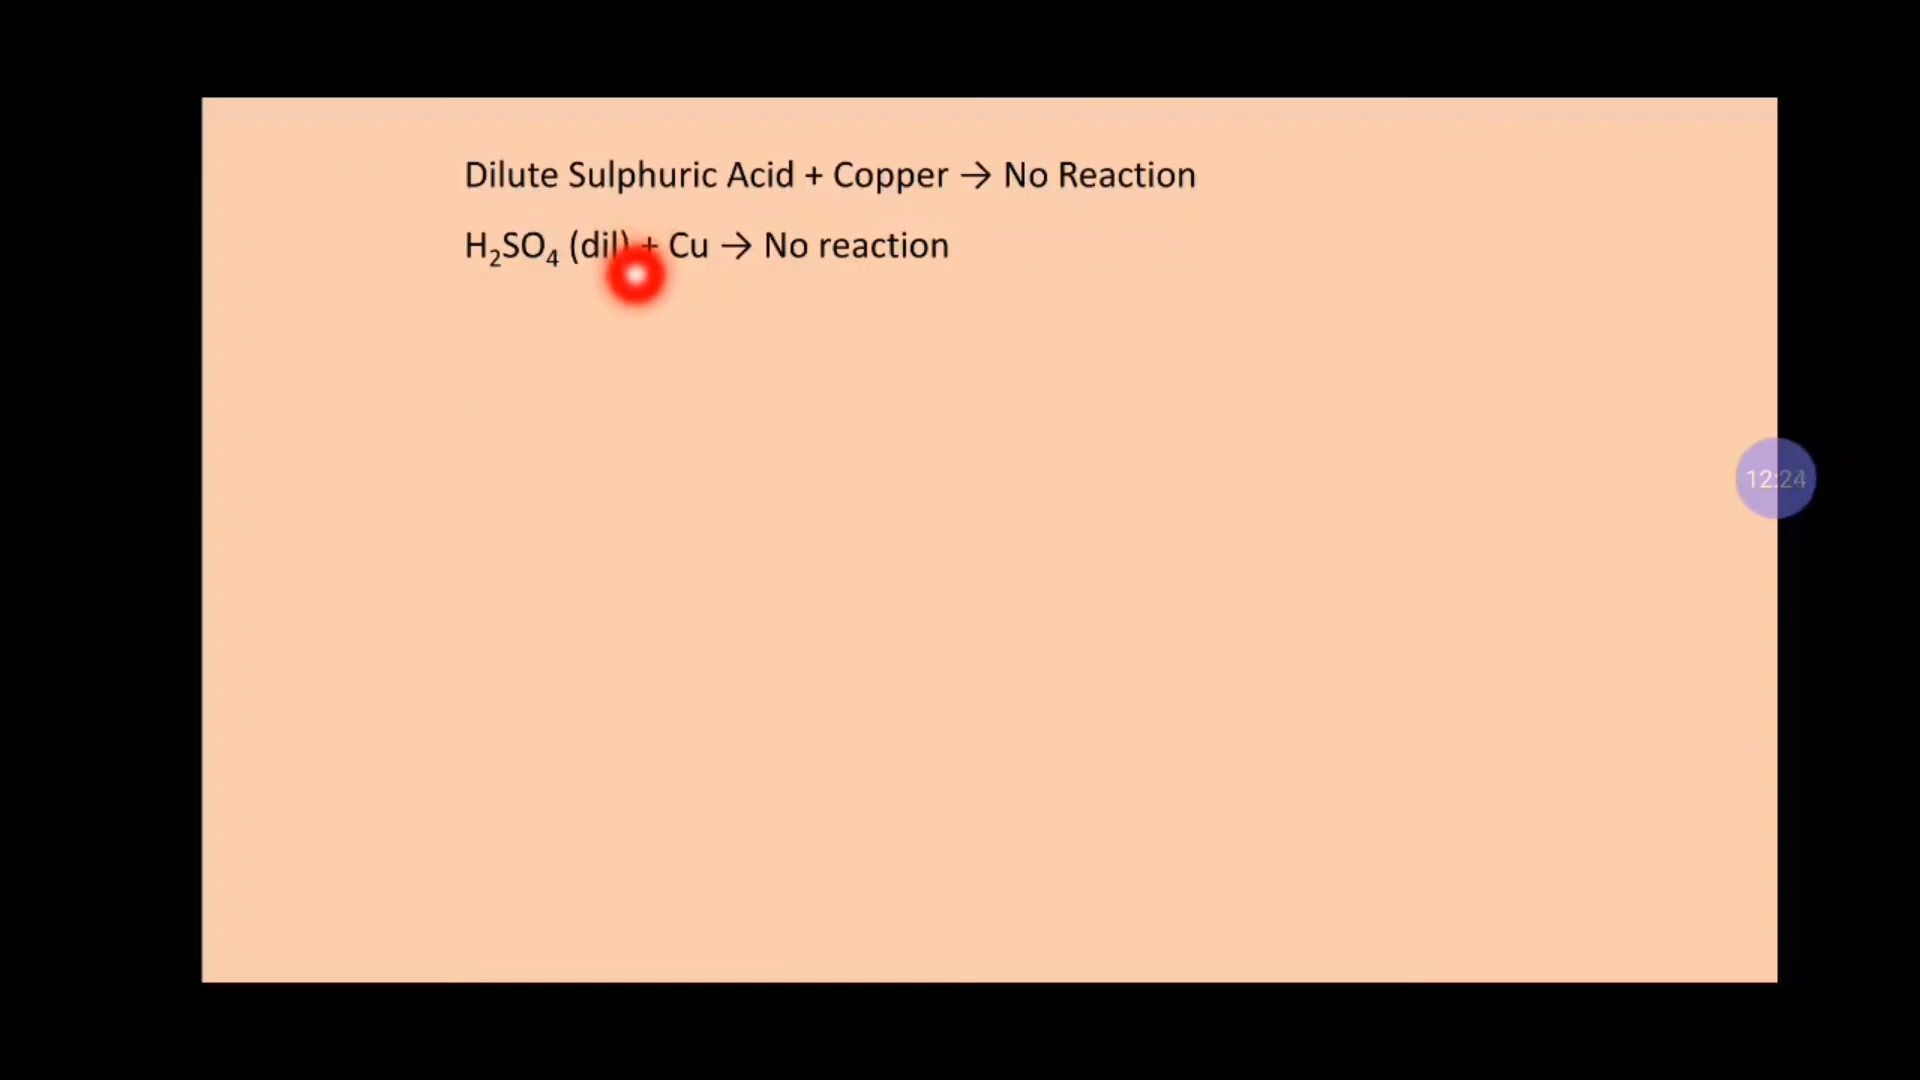 Dilute Sulphuric Acid + Copper → No Reaction
H₂SO₄ (dil) + Cu → No reaction
12:24